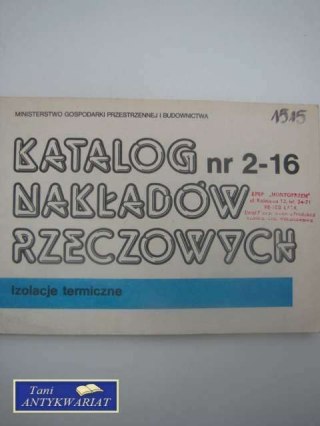 MINISTERSTWO GOSPODARKI PRZESTRZENNEJ I BUDOWNICTWA
1515
KATALOG nr 2-16
NAKŁADÓW
RZECZOWYCH
Izolacje termiczne
Tani
ANTYKWARIAT